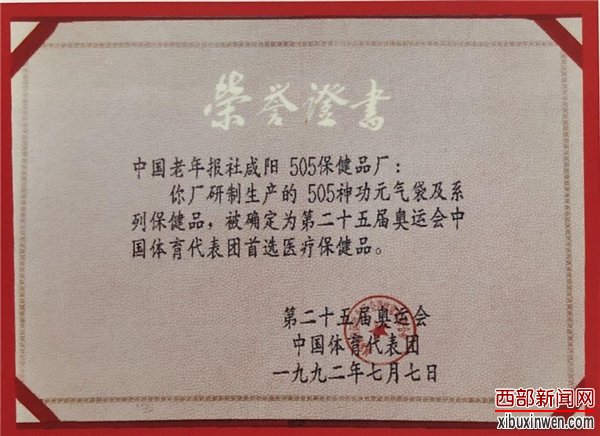 榮誉證書
中国老年报社咸阳 505保健品厂：
你厂研制生产的 505神功元气袋及系
列保健品，被确定为第二十五届奥运会中
国体育代表团首选医疗保健品。
第二十五届奥运会
中国体育代表团
一九九二年七月七日
西部新闻网
xibuxinwen.com